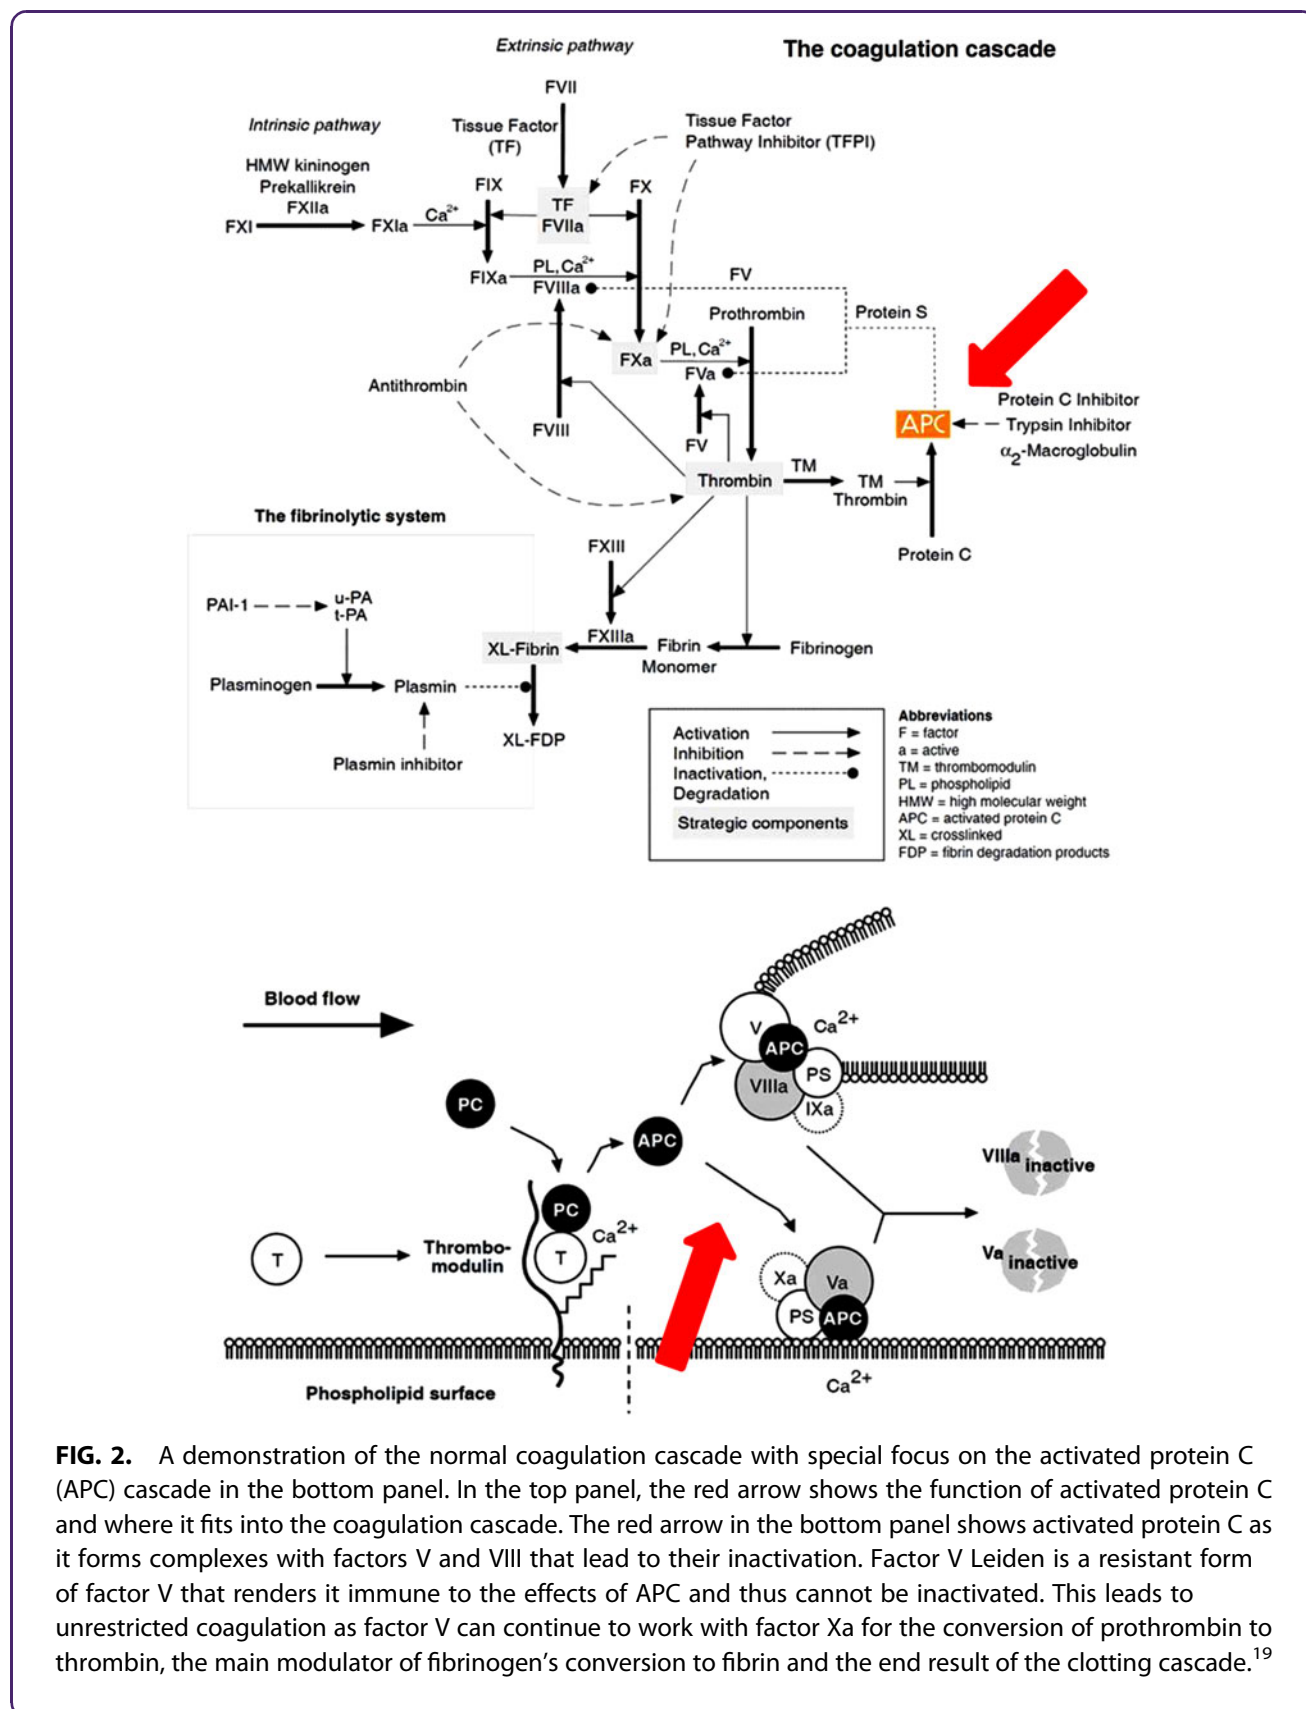 Extrinsic pathway
The coagulation cascade
FVII
Intrinsic pathway
Tissue Factor
(TF)
Tissue Factor
Pathway Inhibitor (TFPI)
HMW kininogen
Prekallikrein
FXIIa
FXI
FXIa
Ca2+
FIX
TF
FVIIa
FX
FIXa
PL, Ca2+
FVIIIa
FV
Prothrombin
Protein S
FXa
PL, Ca2+
FVa
Antithrombin
Protein C Inhibitor
Trypsin Inhibitor
α2-Macroglobulin
APC
FVIII
FV
Thrombin
TM
TM
Thrombin
Protein C
The fibrinolytic system
FXIII
PAI-1
u-PA
t-PA
XL-Fibrin
FXIIIa
Fibrin
Monomer
Fibrinogen
Plasminogen
Plasmin
XL-FDP
Plasmin inhibitor
Activation
Inhibition
Inactivation,
Degradation
Strategic components
Abbreviations
F = factor
a = active
TM = thrombomodulin
PL = phospholipid
HMW = high molecular weight
APC = activated protein C
XL = crosslinked
FDP = fibrin degradation products
Blood flow
V
Ca2+
APC
PS
VIIIa
IXa
PC
APC
VIIIa inactive
PC
Ca2+
T
Thrombo-
modulin
T
Va inactive
Xa
Va
PS
APC
Ca2+
Phospholipid surface
FIG. 2. A demonstration of the normal coagulation cascade with special focus on the activated protein C
(APC) cascade in the bottom panel. In the top panel, the red arrow shows the function of activated protein C
and where it fits into the coagulation cascade. The red arrow in the bottom panel shows activated protein C as
it forms complexes with factors V and VIII that lead to their inactivation. Factor V Leiden is a resistant form
of factor V that renders it immune to the effects of APC and thus cannot be inactivated. This leads to
unrestricted coagulation as factor V can continue to work with factor Xa for the conversion of prothrombin to
thrombin, the main modulator of fibrinogen's conversion to fibrin and the end result of the clotting cascade.19